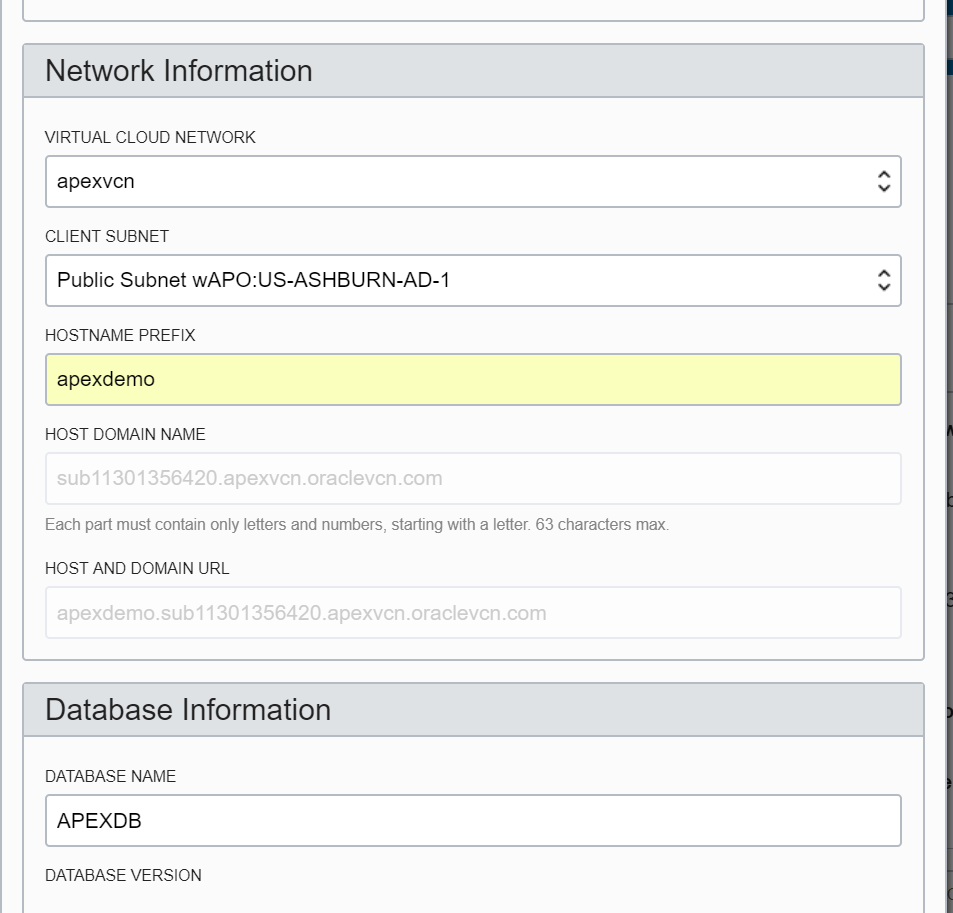 Network Information
VIRTUAL CLOUD NETWORK
apexvcn
CLIENT SUBNET
Public Subnet wAPO:US-ASHBURN-AD-1
HOSTNAME PREFIX
apexdemo
HOST DOMAIN NAME
sub11301356420.apexvcn.oraclevcn.com
Each part must contain only letters and numbers, starting with a letter. 63 characters max.
HOST AND DOMAIN URL
apexdemo.sub11301356420.apexvcn.oraclevcn.com
Database Information
DATABASE NAME
APEXDB
DATABASE VERSION